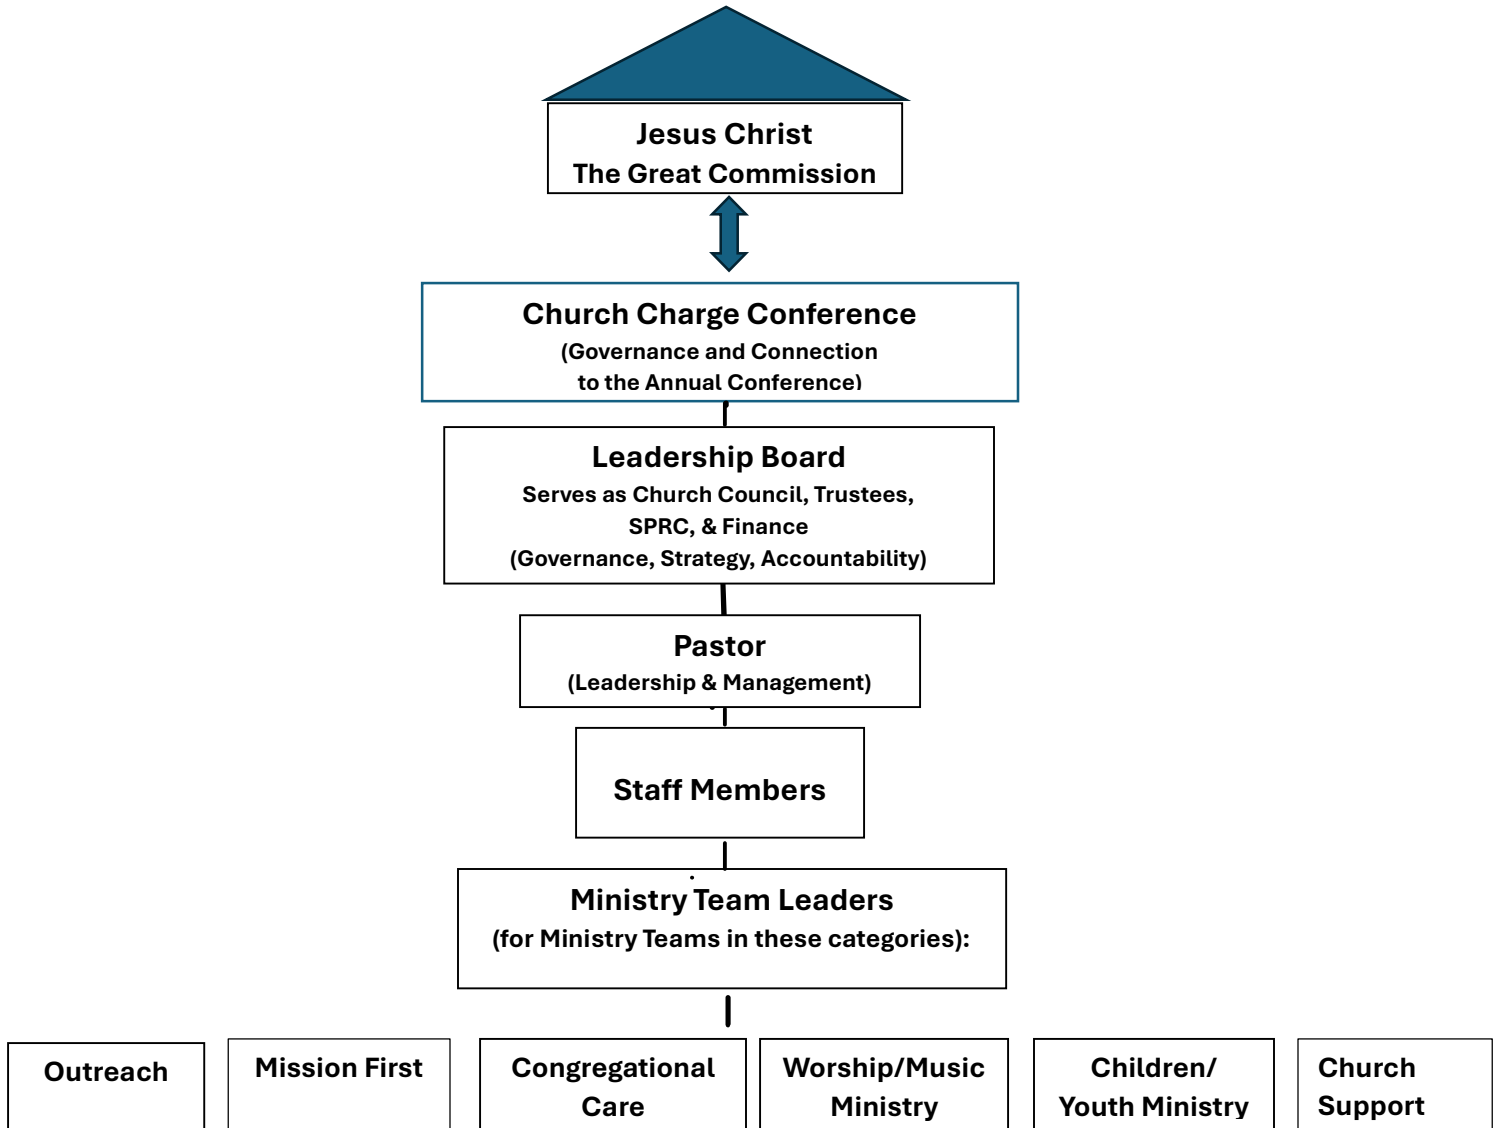 Jesus Christ
The Great Commission
Church Charge Conference
(Governance and Connection
to the Annual Conference)
Leadership Board
Serves as Church Council, Trustees,
SPRC, & Finance
(Governance, Strategy, Accountability)
Pastor
(Leadership & Management)
Staff Members
Ministry Team Leaders
(for Ministry Teams in these categories):
Outreach
Mission First
Congregational
Care
Worship/Music
Ministry
Children/
Youth Ministry
Church
Support